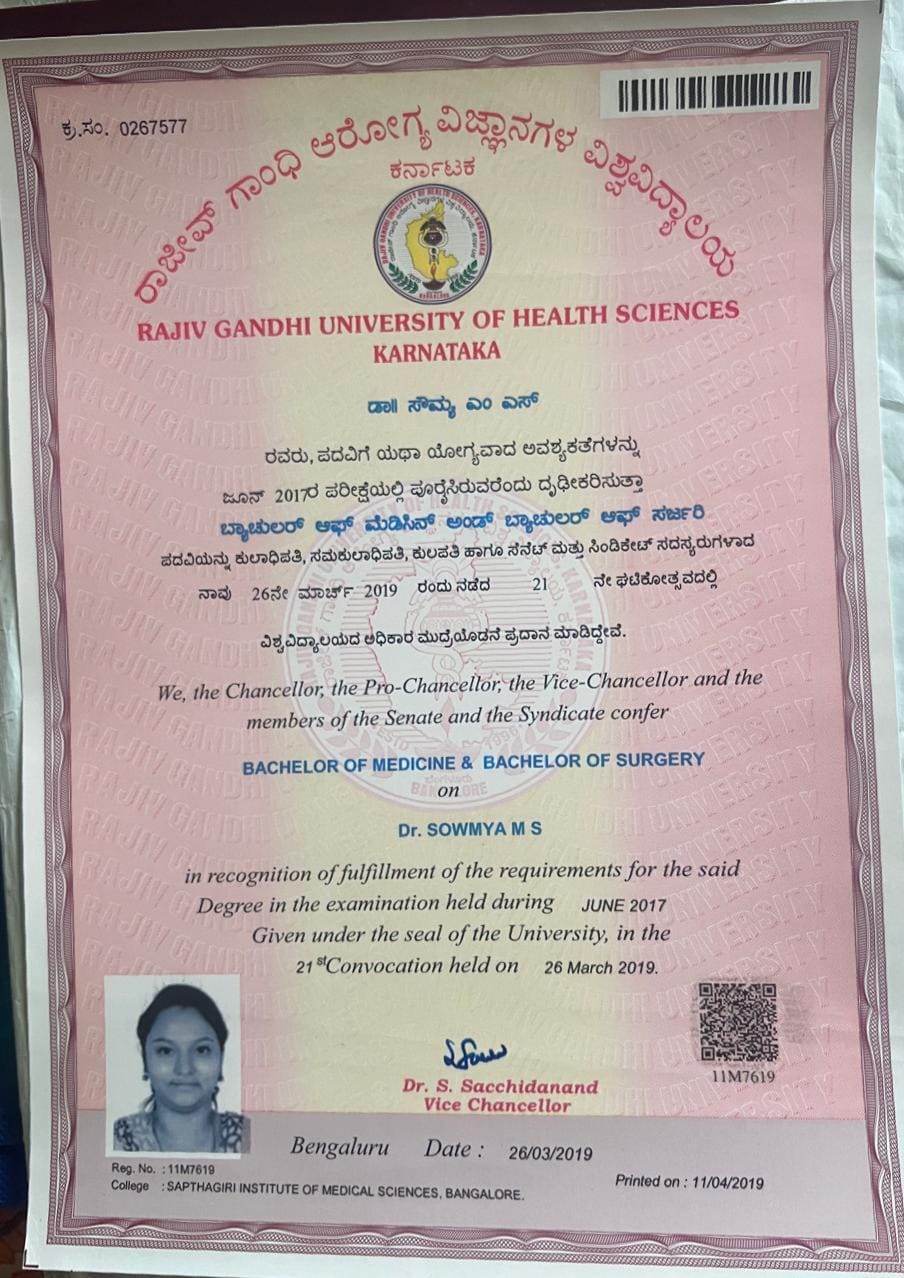 ಕ್ರ.ಸಂ. 0267577
ರಾಜೀವ್ ಗಾಂಧಿ ಆರೋಗ್ಯ ವಿಜ್ಞಾನಗಳ ವಿಶ್ವವಿದ್ಯಾಲಯ
ಕರ್ನಾಟಕ
RAJIV GANDHI UNIVERSITY OF HEALTH SCIENCES
KARNATAKA
ಡಾ|| ಸೌಮ್ಯ ಎಂ ಎಸ್
ರವರು, ಪದವಿಗೆ ಯಥಾ ಯೋಗ್ಯವಾದ ಅವಶ್ಯಕತೆಗಳನ್ನು
ಜೂನ್ 2017ರ ಪರೀಕ್ಷೆಯಲ್ಲಿ ಪೂರೈಸಿರುವರೆಂದು ದೃಢೀಕರಿಸುತ್ತಾ
ಬ್ಯಾಚುಲರ್ ಆಫ್ ಮೆಡಿಸಿನ್ ಅಂಡ್ ಬ್ಯಾಚುಲರ್ ಆಫ್ ಸರ್ಜರಿ
ಪದವಿಯನ್ನು ಕುಲಾಧಿಪತಿ, ಸಮಕುಲಾಧಿಪತಿ, ಕುಲಪತಿ ಹಾಗೂ ಸೆನೆಟ್ ಮತ್ತು ಸಿಂಡಿಕೇಟ್ ಸದಸ್ಯರುಗಳಾದ
ನಾವು 26ನೇ ಮಾರ್ಚ್ 2019 ರಂದು ನಡೆದ 21 ನೇ ಘಟಿಕೋತ್ಸವದಲ್ಲಿ
ವಿಶ್ವವಿದ್ಯಾಲಯದ ಅಧಿಕಾರ ಮುದ್ರೆಯೊಡನೆ ಪ್ರದಾನ ಮಾಡಿದ್ದೇವೆ.
We, the Chancellor, the Pro-Chancellor, the Vice-Chancellor and the
members of the Senate and the Syndicate confer
BACHELOR OF MEDICINE & BACHELOR OF SURGERY
on
Dr. SOWMYA M S
in recognition of fulfillment of the requirements for the said
Degree in the examination held during JUNE 2017
Given under the seal of the University, in the
21st Convocation held on 26 March 2019.
11M7619
Dr. S. Sacchidanand
Vice Chancellor
Bengaluru Date : 26/03/2019
Reg. No. : 11M7619
College : SAPTHAGIRI INSTITUTE OF MEDICAL SCIENCES, BANGALORE.
Printed on : 11/04/2019